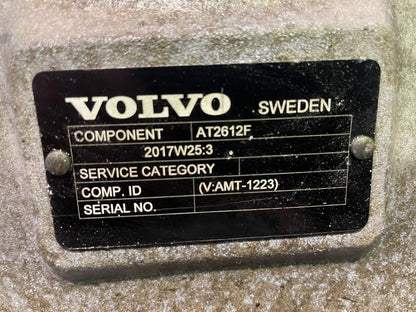 VOLVO SWEDEN
COMPONENT AT2612F
2017W25:3
SERVICE CATEGORY
COMP. ID (V:AMT-1223)
SERIAL NO.